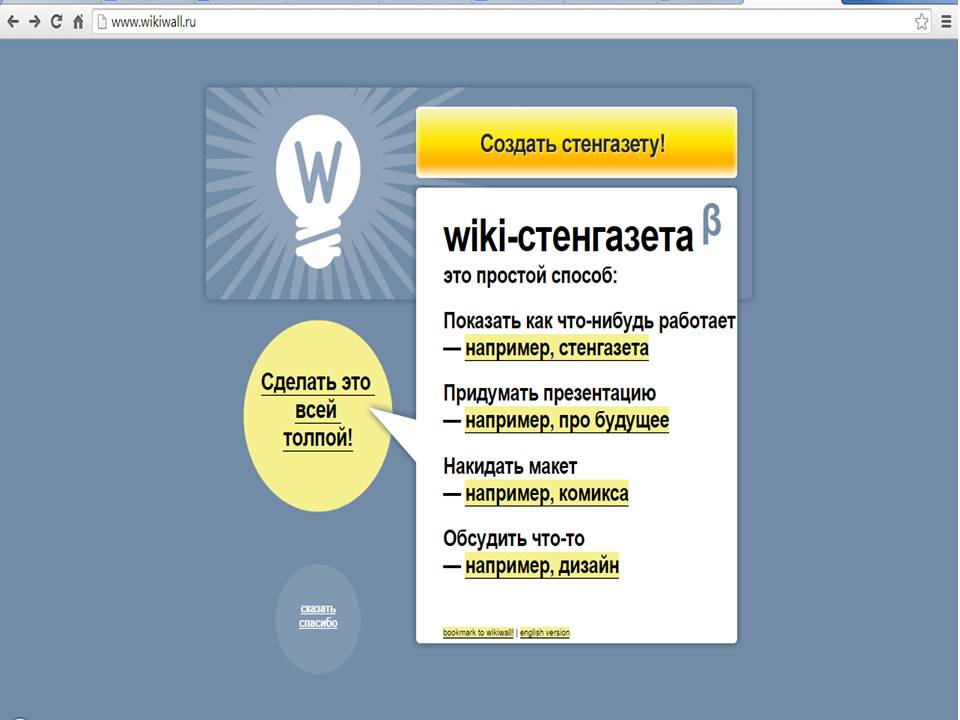 www.wikiwall.ru
W
Создать стенгазету!
wiki-стенгазета β
это простой способ:
Показать как что-нибудь работает
— например, стенгазета
Придумать презентацию
— например, про будущее
Накидать макет
— например, комикса
Обсудить что-то
— например, дизайн
bookmark to wikiwall! | english version
Сделать это
всей
толпой!
сказать
спасибо